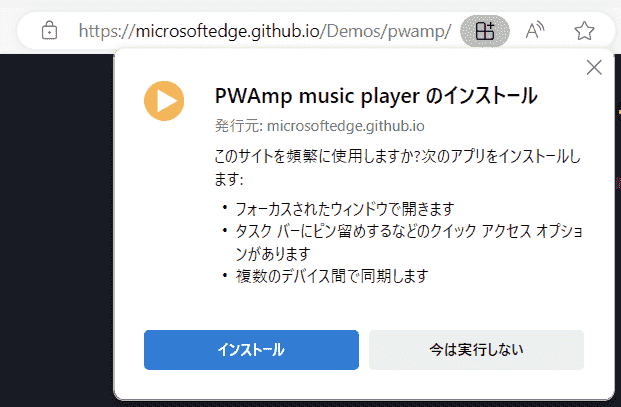 https://microsoftedge.github.io/Demos/pwamp/
PWAmp music player のインストール
発行元: microsoftedge.github.io
このサイトを頻繁に使用しますか?次のアプリをインストールし
ます:
• フォーカスされたウィンドウで開きます
• タスク バーにピン留めするなどのクイック アクセス オプショ
ンがあります
• 複数のデバイス間で同期します
インストール
今は実行しない